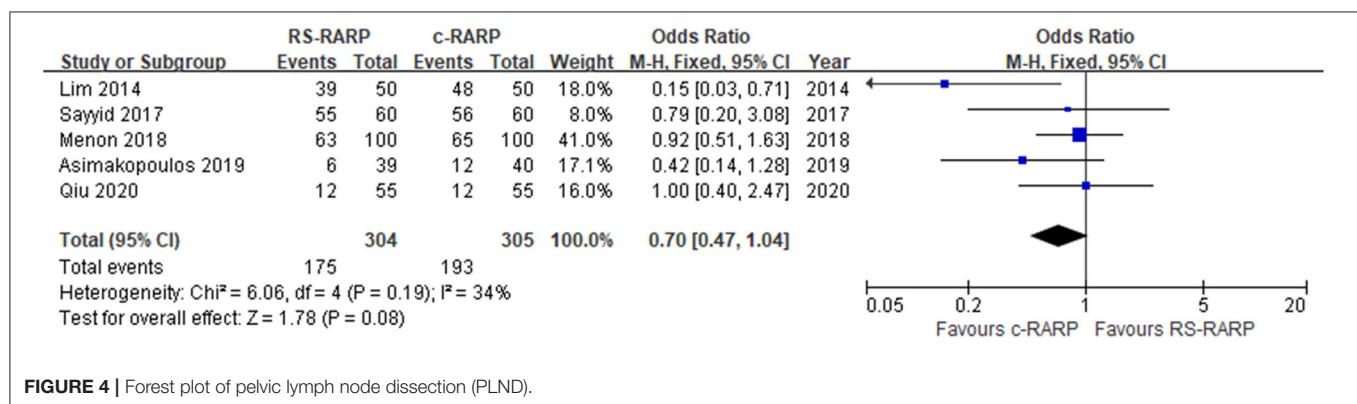 RS-RARP c-RARP Odds Ratio Odds Ratio
Study or Subgroup Events Total Events Total Weight M-H, Fixed, 95% CI Year M-H, Fixed, 95% CI
Lim 2014 39 50 48 50 18.0% 0.15 [0.03, 0.71] 2014
Sayyid 2017 55 60 56 60 8.0% 0.79 [0.20, 3.08] 2017
Menon 2018 63 100 65 100 41.0% 0.92 [0.51, 1.63] 2018
Asimakopoulos 2019 6 39 12 40 17.1% 0.42 [0.14, 1.28] 2019
Qiu 2020 12 55 12 55 16.0% 1.00 [0.40, 2.47] 2020
Total (95% CI) 304 305 100.0% 0.70 [0.47, 1.04]
Total events 175 193
Heterogeneity: Chi² = 6.06, df = 4 (P = 0.19); I² = 34%
Test for overall effect: Z = 1.78 (P = 0.08)
0.05 0.2 1 5 20
Favours c-RARP Favours RS-RARP
FIGURE 4 | Forest plot of pelvic lymph node dissection (PLND).